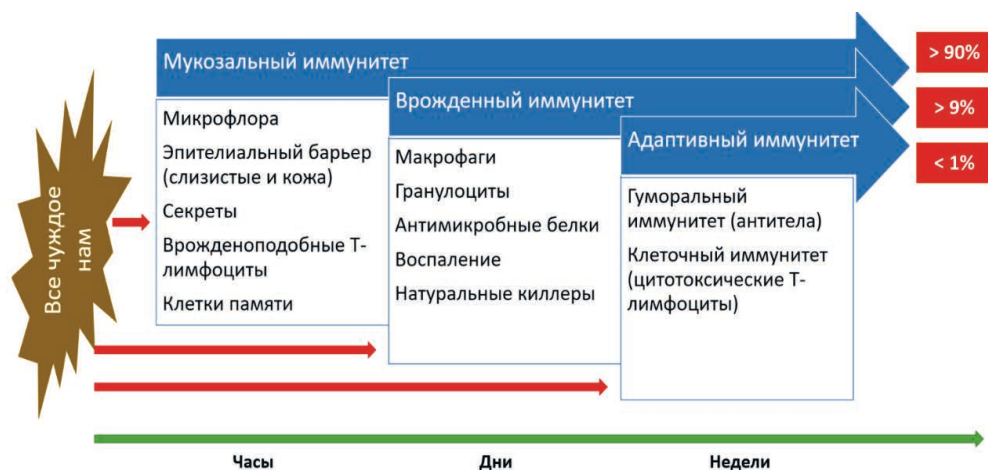 Все чуждое
нам
Мукозальный иммунитет
Микрофлора
Эпителиальный барьер
(слизистые и кожа)
Секреты
Врожденоподобные Т-
лимфоциты
Клетки памяти
Врожденный иммунитет
Макрофаги
Гранулоциты
Антимикробные белки
Воспаление
Натуральные киллеры
Адаптивный иммунитет
Гуморальный
иммунитет (антитела)
Клеточный иммунитет
(цитотоксические Т-
лимфоциты)
> 90%
> 9%
< 1%
Часы
Дни
Недели